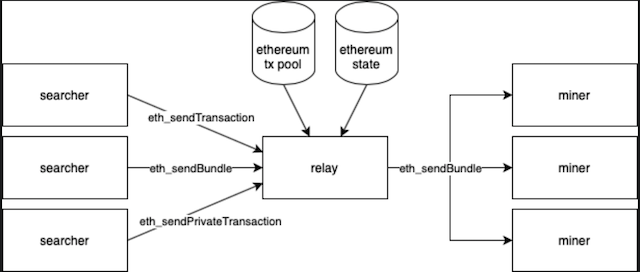 ethereum
tx pool
ethereum
state
searcher
eth_sendTransaction
miner
searcher
eth_sendBundle
relay
eth_sendBundle
miner
eth_sendPrivateTransaction
searcher
miner